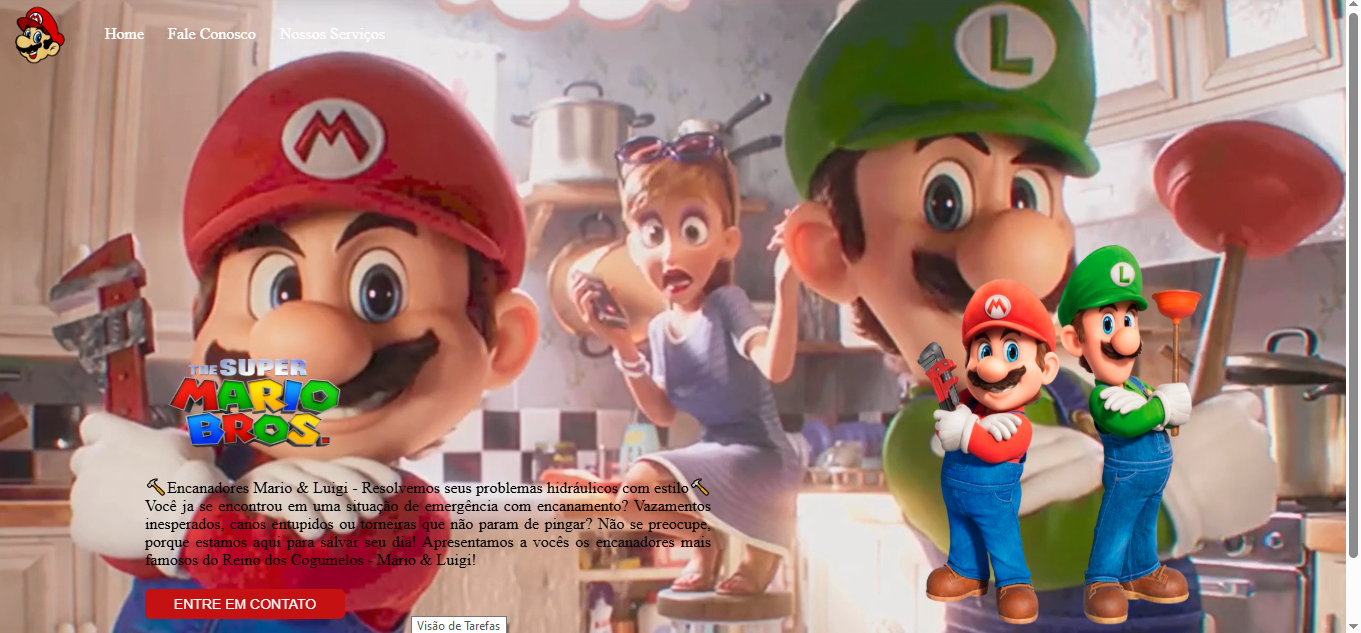 Home Fale Conosco Nossos Serviços
M
L
M
L
THE SUPER
MARIO
BROS.
Encanadores Mario & Luigi - Resolvemos seus problemas hidráulicos com estilo
Você ja se encontrou em uma situação de emergência com encanamento? Vazamentos
inesperados, canos entupidos ou torneiras que não param de pingar? Não se preocupe,
porque estamos aqui para salvar seu dia! Apresentamos a vocês os encanadores mais
famosos do Reino dos Cogumelos - Mario & Luigi!
ENTRE EM CONTATO
Visão de Tarefas